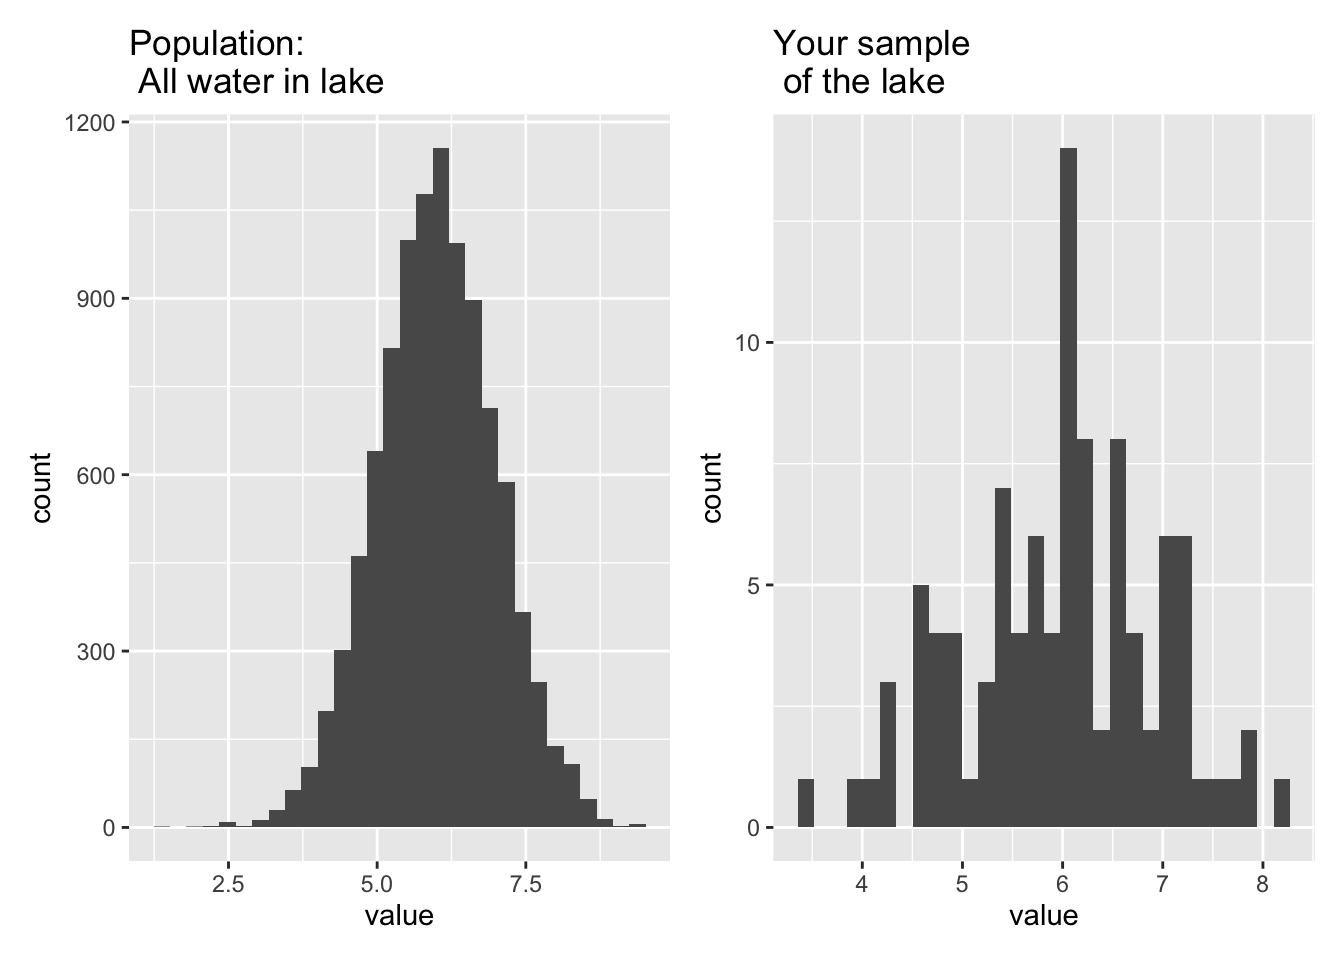 Population:
All water in lake
1200
900
600
300
0
count
2.5 5.0 7.5
value
Your sample
of the lake
10
5
0
count
4 5 6 7 8
value